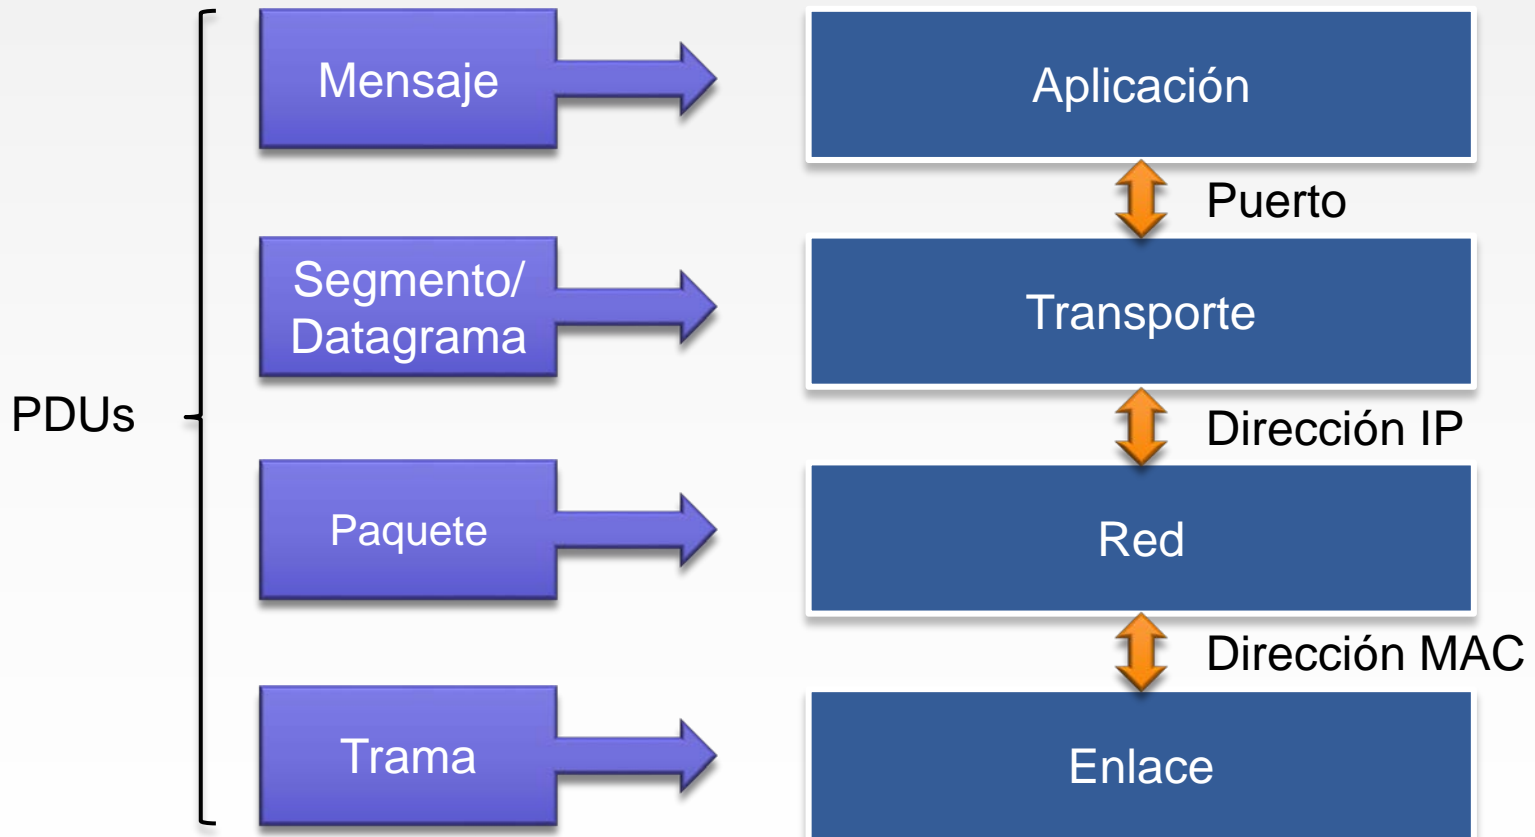 Mensaje
Aplicación
Puerto
Segmento/
Datagrama
Transporte
PDUs
Dirección IP
Paquete
Red
Dirección MAC
Trama
Enlace